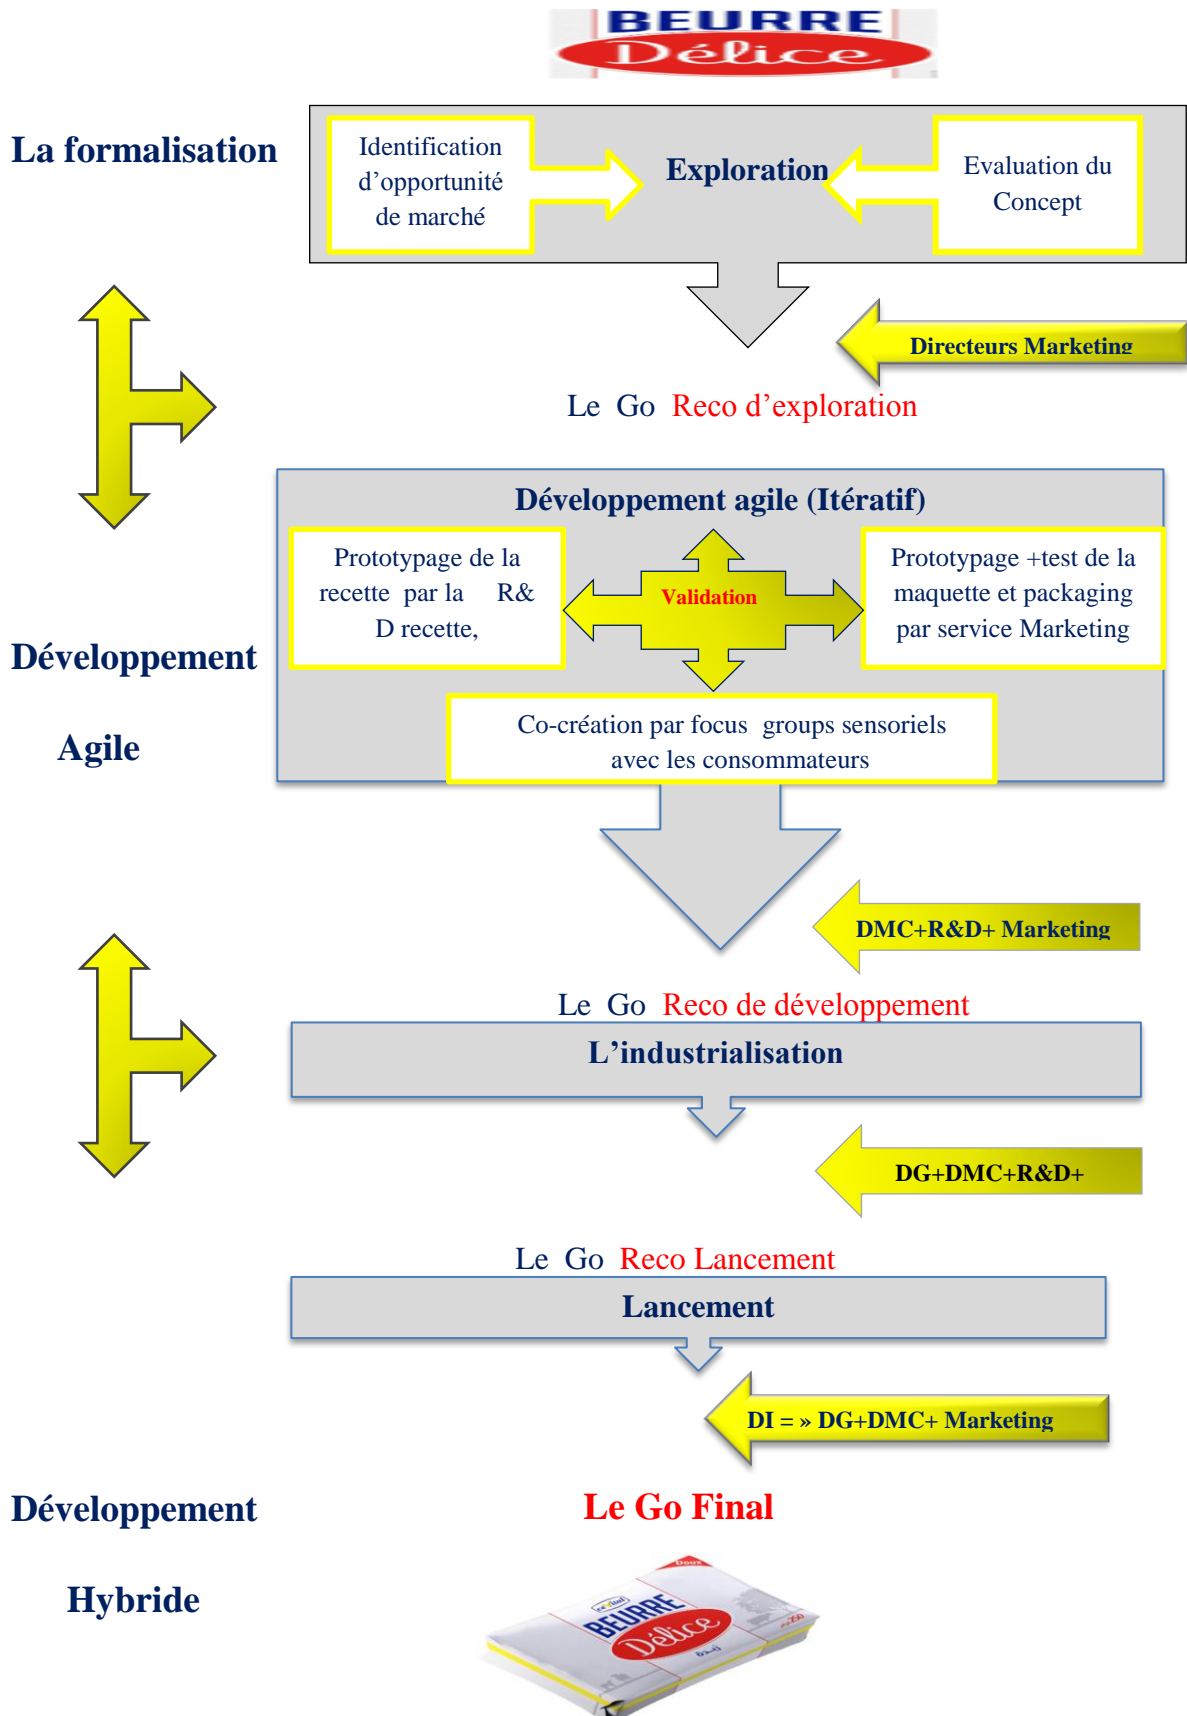 BEURRE
Délice
La formalisation
Identification
d’opportunité
de marché
Exploration
Evaluation du
Concept
Directeurs Marketing
Le Go Reco d’exploration
Développement agile (Itératif)
Prototypage de la
recette par la R&
D recette,
Validation
Prototypage +test de la
maquette et packaging
par service Marketing
Développement
Agile
Co-création par focus groups sensoriels
avec les consommateurs
DMC+R&D+ Marketing
Le Go Reco de développement
L’industrialisation
DG+DMC+R&D+
Le Go Reco Lancement
Lancement
DI = » DG+DMC+ Marketing
Développement
Hybride
Le Go Final
Doux
cevital
BEURRE
Délice
زبدة
250